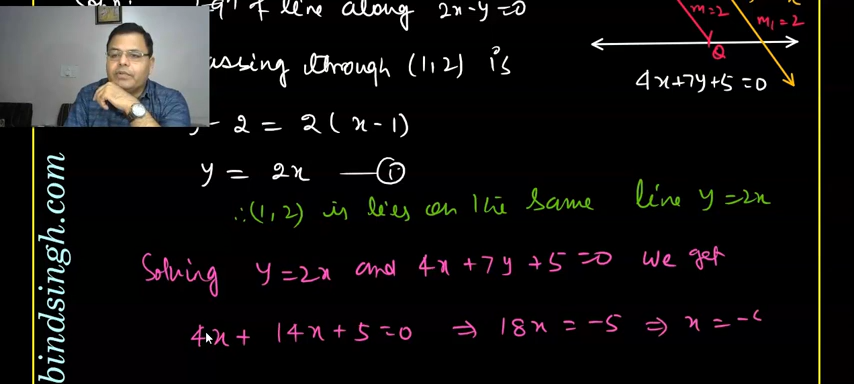 of line along 2x-y=0
passing through (1,2) is
y-2 = 2(x-1)
y = 2x —①
∴(1,2) is lies on the same line y=2x
Solving y=2x and 4x+7y+5=0 we get
4x+ 14x+5=0 ⇒ 18x = -5 ⇒ x = -
m=2
m₁=2
Q
4x+7y+5=0
bindsingh.com